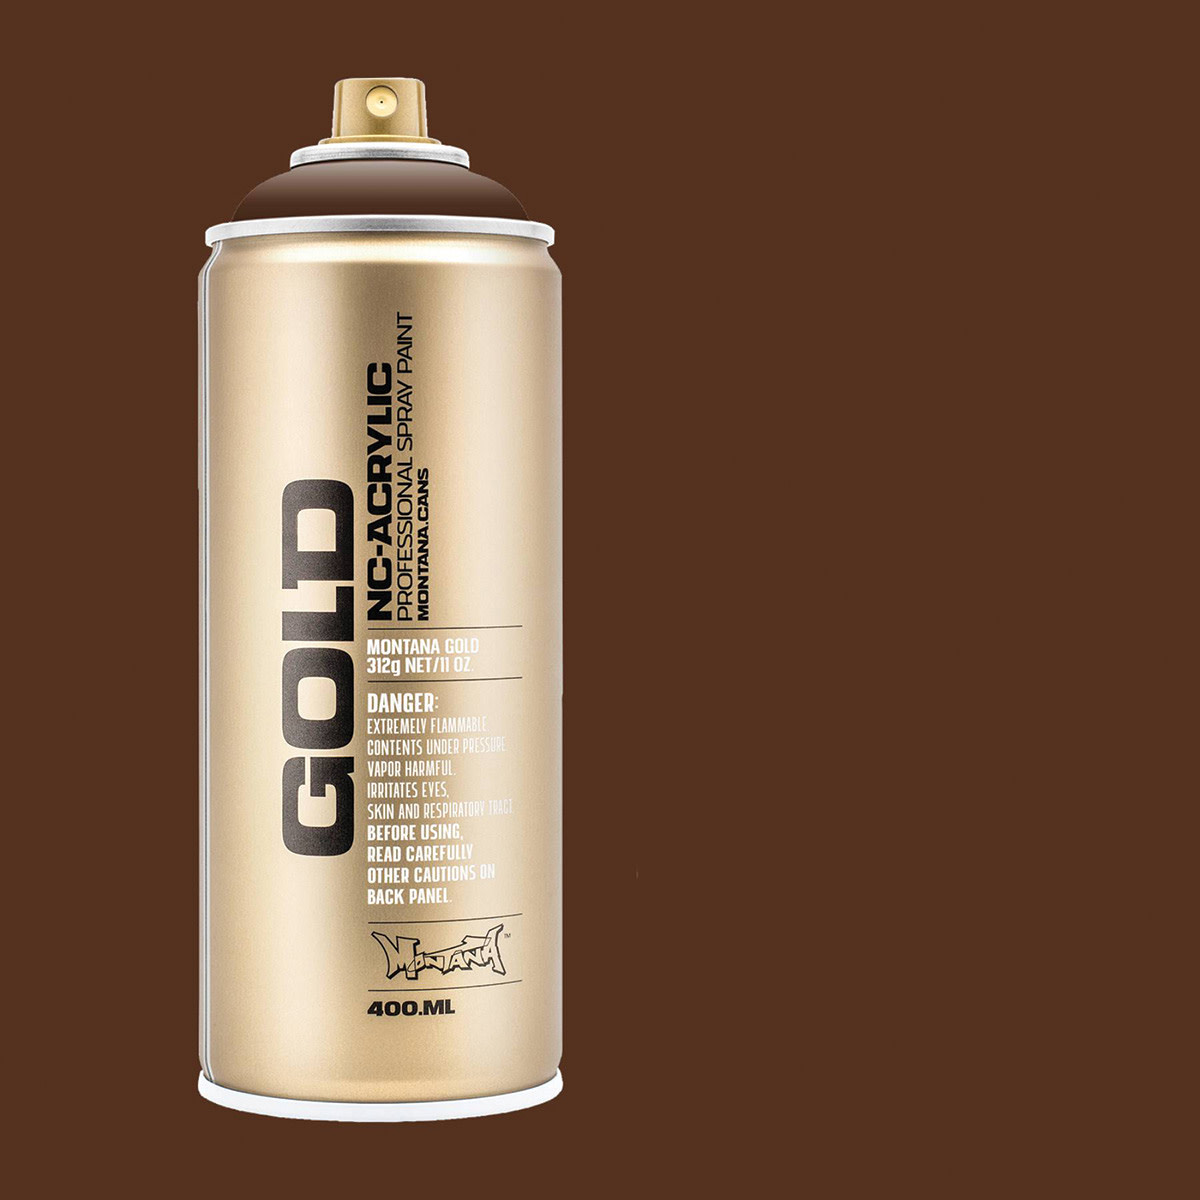 GOLD
NC-ACRYLIC
PROFESSIONAL SPRAY PAINT
MONTANA.CANS
MONTANA GOLD
312g NET/11 OZ.
DANGER:
EXTREMELY FLAMMABLE
CONTENTS UNDER PRESSURE.
VAPOR HARMFUL.
IRRITATES EYES,
SKIN AND RESPIRATORY TRACT.
BEFORE USING,
READ CAREFULLY
OTHER CAUTIONS ON
BACK PANEL.
MONTANA ™
400.ML